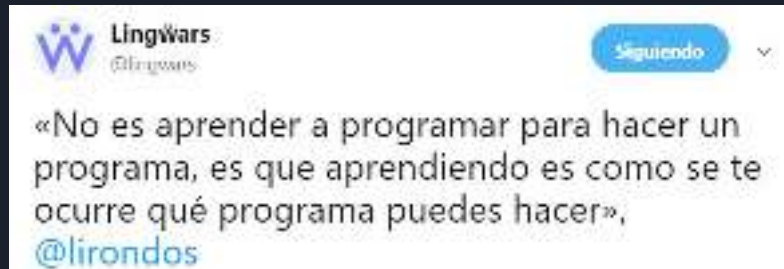 Lingwars
@lingwars
Siguiendo
«No es aprender a programar para hacer un
programa, es que aprendiendo es como se te
ocurre qué programa puedes hacer»,
@lirondos